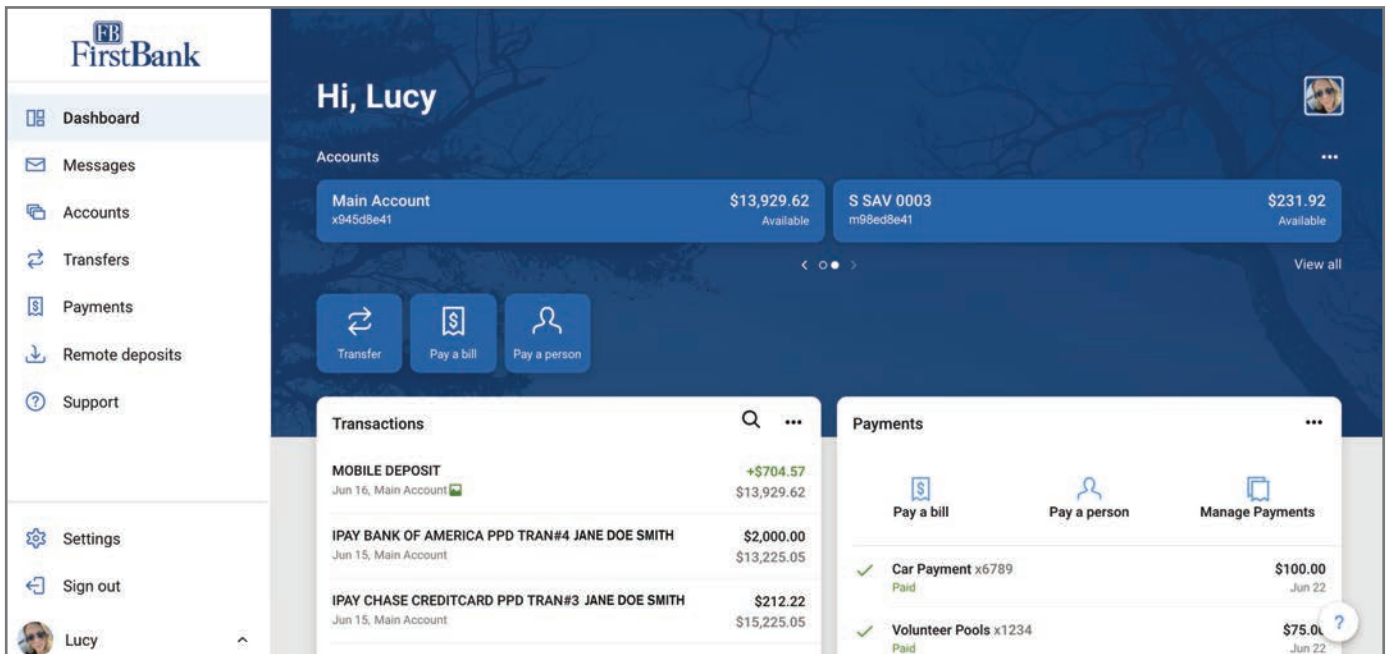 FB
FirstBank
Dashboard
Messages
Accounts
Transfers
Payments
Remote deposits
Support
Settings
Sign out
Lucy
Hi, Lucy
Accounts
Main Account
$13,929.62
x945d8e41
Available
S SAV 0003
$231.92
m98ed8e41
Available
View all
Transfer
Pay a bill
Pay a person
Transactions
MOBILE DEPOSIT
+$704.57
Jun 16, Main Account
$13,929.62
IPAY BANK OF AMERICA PPD TRAN#4 JANE DOE SMITH
$2,000.00
Jun 15, Main Account
$13,225.05
IPAY CHASE CREDITCARD PPD TRAN#3 JANE DOE SMITH
$212.22
Jun 15, Main Account
$15,225.05
Payments
Pay a bill
Pay a person
Manage Payments
Car Payment x6789
$100.00
Paid
Jun 22
Volunteer Pools x1234
$75.0
Paid
Jun 22
?